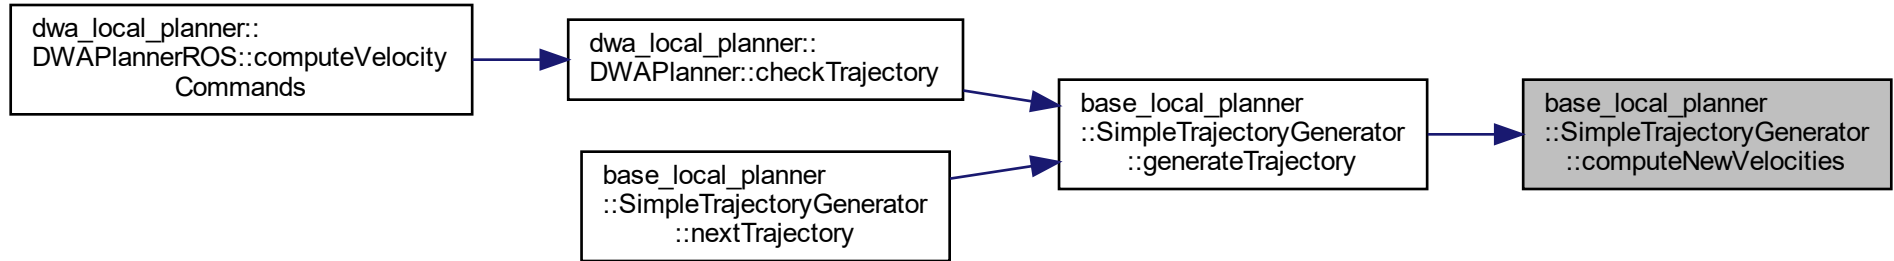 dwa_local_planner::
DWAPlannerROS::computeVelocity
Commands
dwa_local_planner::
DWAPlanner::checkTrajectory
base_local_planner
::SimpleTrajectoryGenerator
::nextTrajectory
base_local_planner
::SimpleTrajectoryGenerator
::generateTrajectory
base_local_planner
::SimpleTrajectoryGenerator
::computeNewVelocities